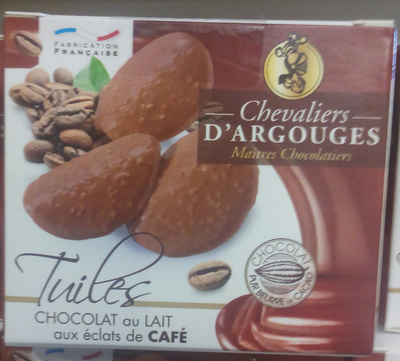 FABRICATION
FRANÇAISE
Chevaliers
D'ARGOUGES
Maîtres Chocolatiers
Tuiles
CHOCOLAT au LAIT
aux éclats de CAFÉ
CHOCOLAT
PUR BEURRE DE CACAO